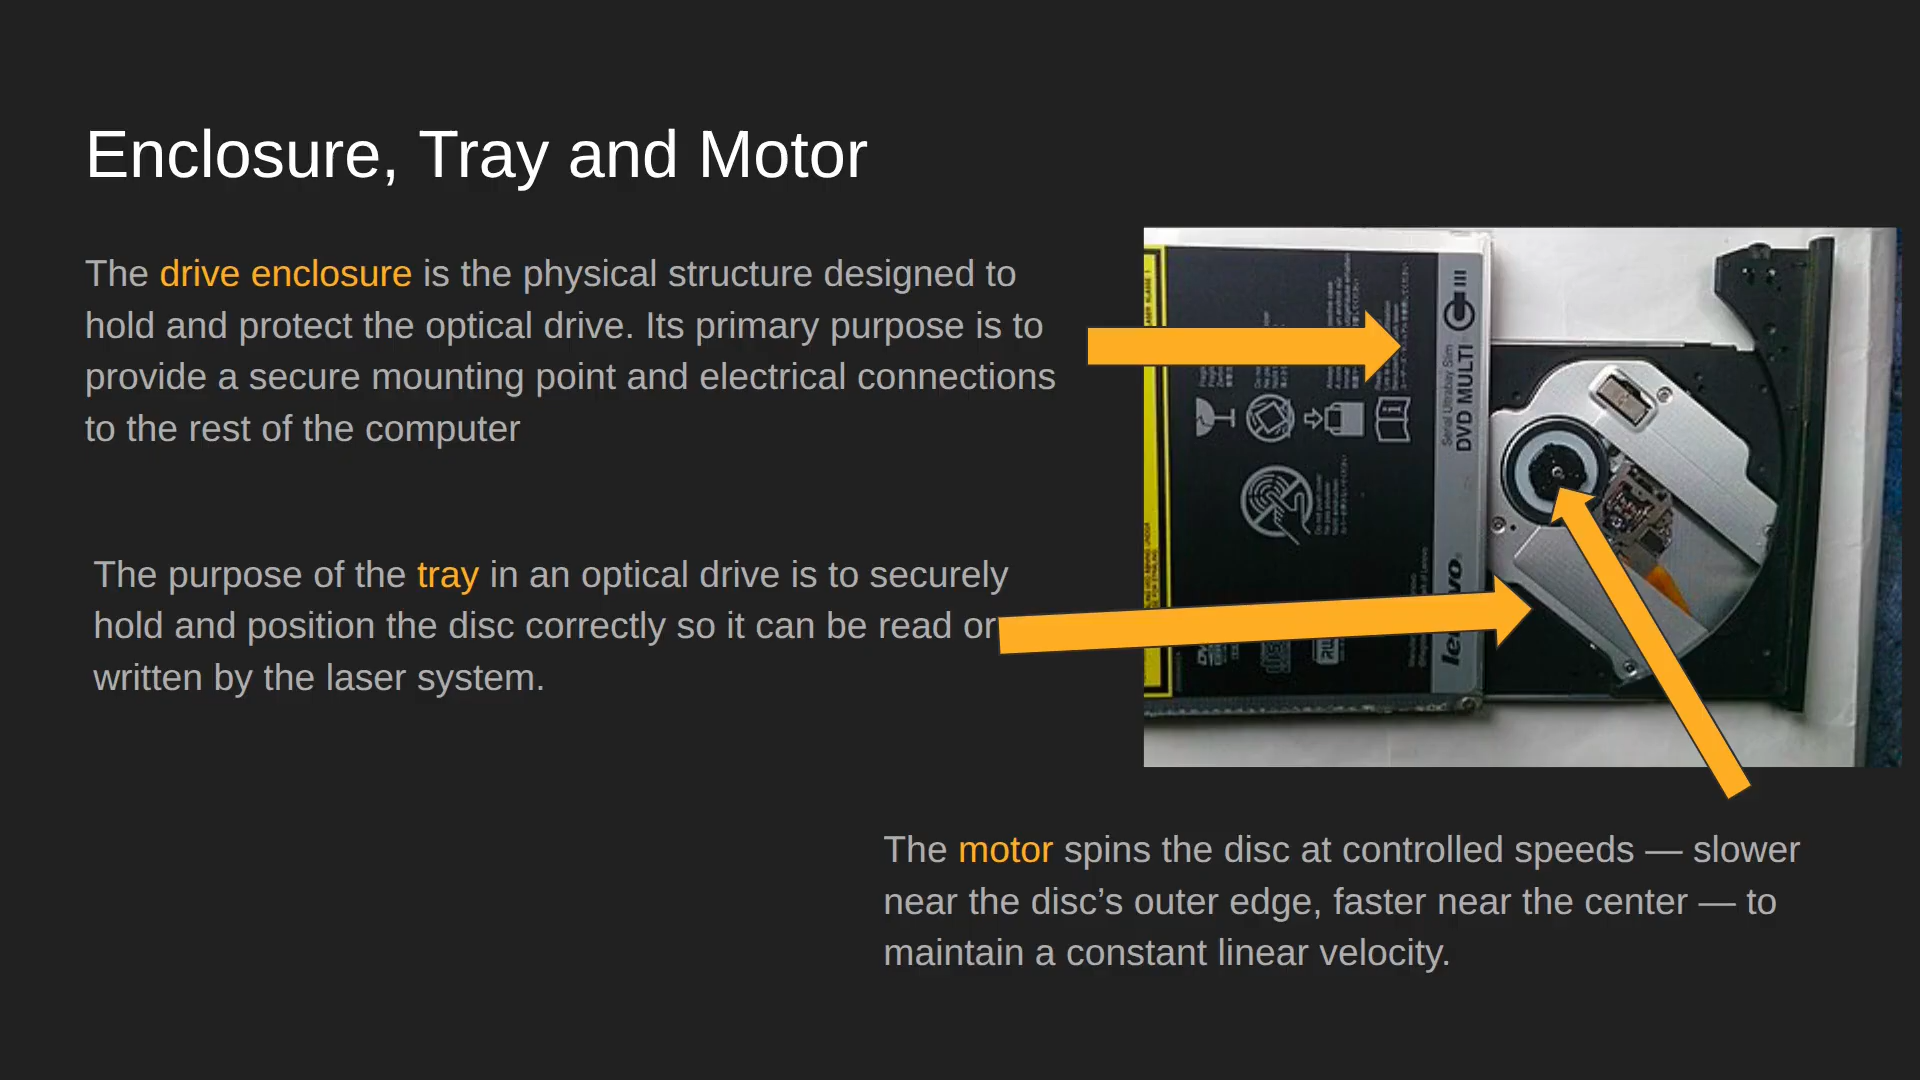 Enclosure, Tray and Motor
The drive enclosure is the physical structure designed to
hold and protect the optical drive. Its primary purpose is to
provide a secure mounting point and electrical connections
to the rest of the computer
The purpose of the tray in an optical drive is to securely
hold and position the disc correctly so it can be read or
written by the laser system.
Serial Ultrabay Slim
DVD MULTI III
The motor spins the disc at controlled speeds — slower
near the disc’s outer edge, faster near the center — to
maintain a constant linear velocity.